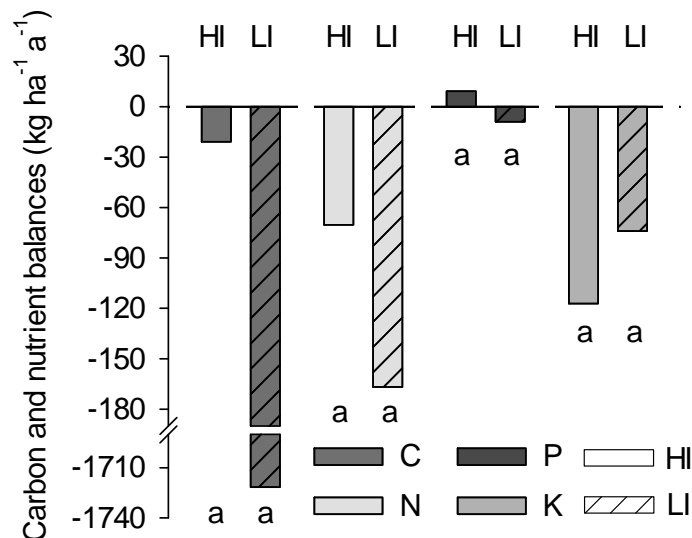 Carbon and nutrient balances (kg ha⁻¹ a⁻¹)
HI LI HI LI HI LI HI LI
30
0
-30
-60
-90
-120
-150
-180
-1710
-1740
a a
a a
a a
a a
C P HI
N K LI